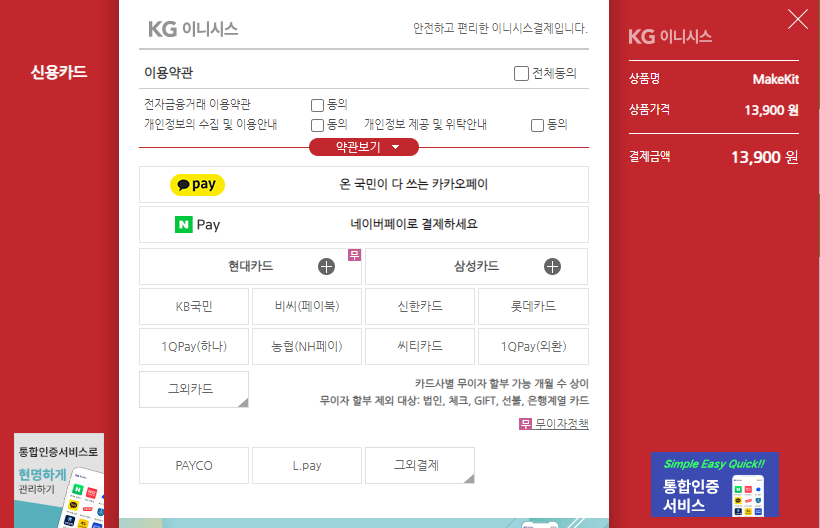 신용카드
KG 이니시스
안전하고 편리한 이니시스결제입니다.
이용약관
전체동의
전자금융거래 이용약관
동의
개인정보의 수집 및 이용안내
동의
개인정보 제공 및 위탁안내
동의
약관보기
pay
온 국민이 다 쓰는 카카오페이
N Pay
네이버페이로 결제하세요
현대카드
무
삼성카드
KB국민
비씨(페이북)
신한카드
롯데카드
1QPay(하나)
농협(NH페이)
씨티카드
1QPay(외환)
그외카드
카드사별 무이자 할부 가능 개월 수 상이
무이자 할부 제외 대상: 법인, 체크, GIFT, 선불, 은행계열 카드
무 무이자정책
PAYCO
L.pay
그외결제
통합인증서비스로
현명하게
관리하기
KG 이니시스
상품명 MakeKit
상품가격 13,900 원
결제금액 13,900 원
Simple Easy Quick!!
통합인증
서비스